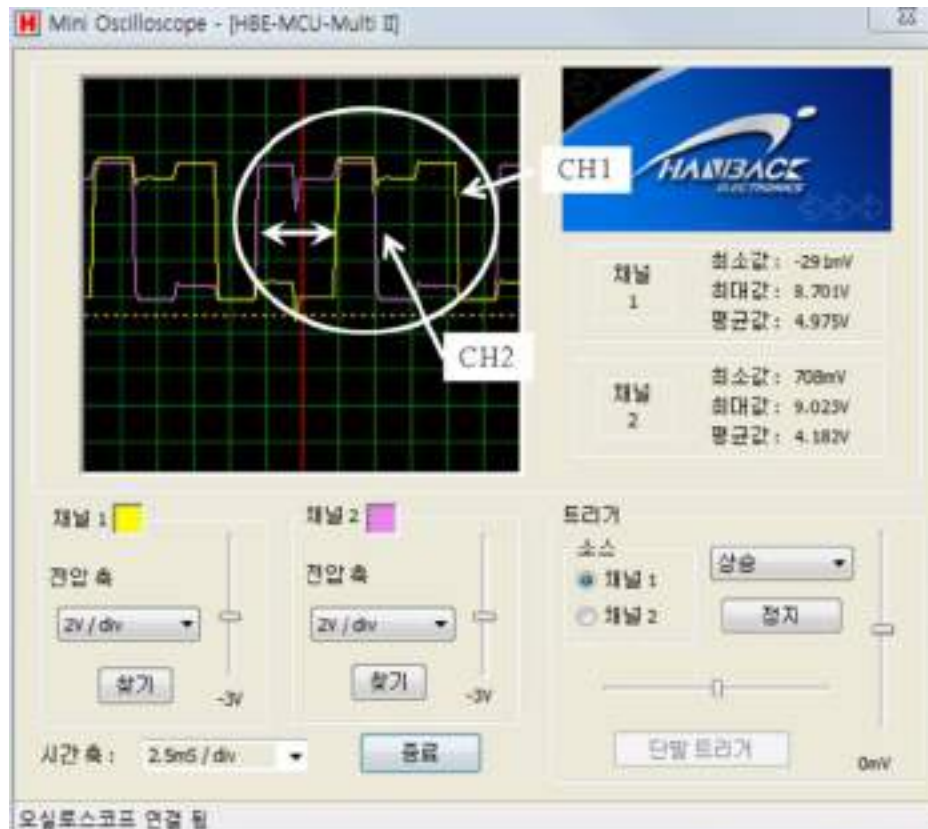 Mini Oscilloscope - [HBE-MCU-Multi II]
CH1
HANBACK
ELECTRONICS
CH2
채널
1
최소값 : -291mV
최대값 : 8.701V
평균값 : 4.975V
채널
2
최소값 : 708mV
최대값 : 9.023V
평균값 : 4.182V
채널 1
전압 축
2V / div
찾기
-3V
채널 2
전압 축
2V / div
찾기
-3V
시간 축 : 2.5mS / div
종료
트리거
소스
채널 1
채널 2
상승
정지
단발 트리거
0mV
오실로스코프 연결 됨